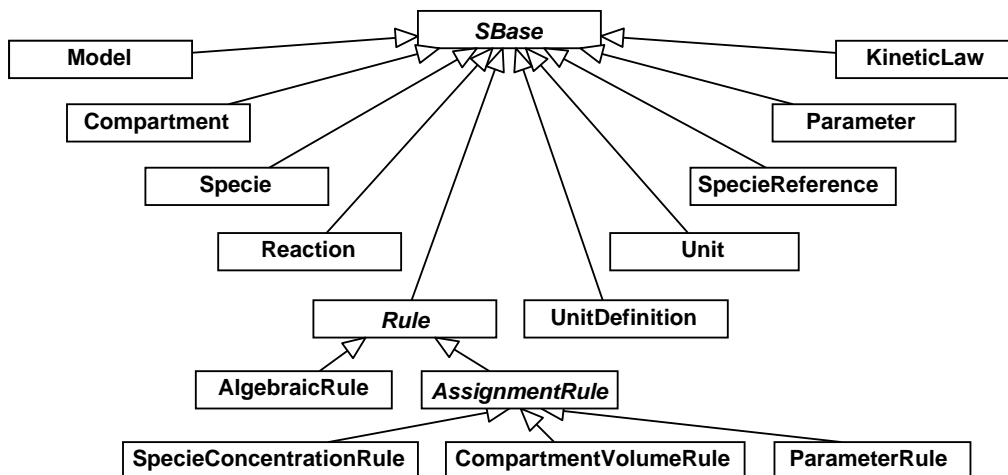 SBase
Model
KineticLaw
Compartment
Parameter
Specie
SpecieReference
Reaction
Unit
Rule
UnitDefinition
AlgebraicRule
AssignmentRule
SpecieConcentrationRule
CompartmentVolumeRule
ParameterRule